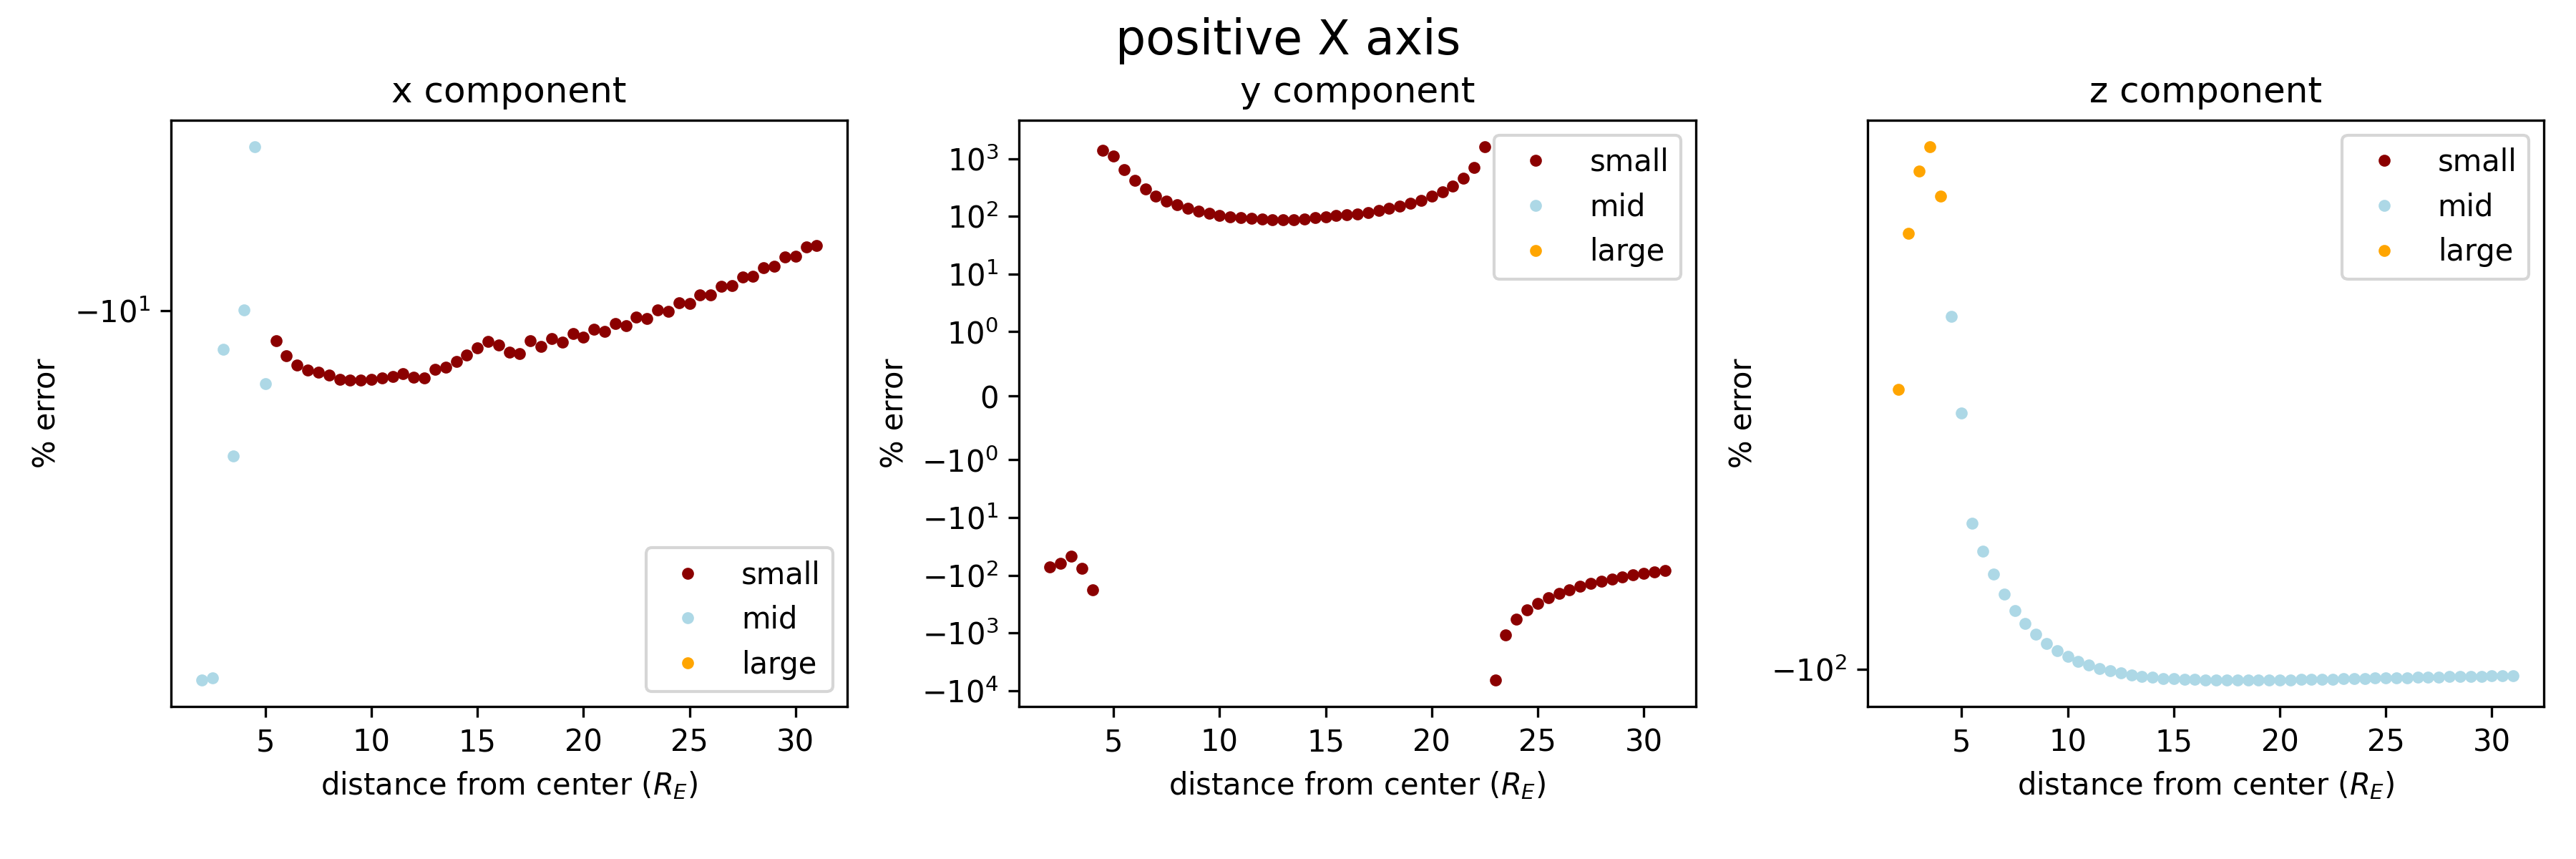 positive X axis
x component
−10¹
% error
5 10 15 20 25 30
distance from center (R_E)
small
mid
large
y component
10³
10²
10¹
10⁰
0
−10⁰
−10¹
−10²
−10³
−10⁴
% error
5 10 15 20 25 30
distance from center (R_E)
small
mid
large
z component
−10²
% error
5 10 15 20 25 30
distance from center (R_E)
small
mid
large